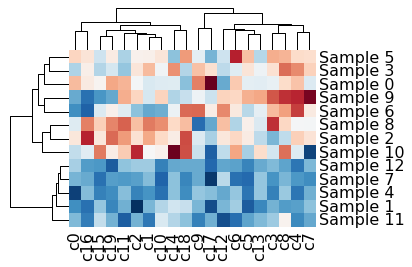 Sample 5
Sample 3
Sample 0
Sample 9
Sample 6
Sample 8
Sample 2
Sample 10
Sample 12
Sample 7
Sample 4
Sample 1
Sample 11
c0
c16
c15
c19
c11
c2
c1
c10
c14
c18
c9
c17
c12
c6
c5
c13
c3
c8
c4
c7